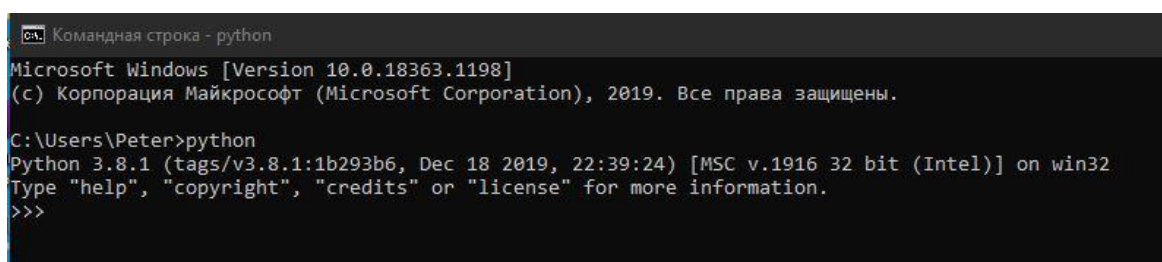 Командная строка - python
Microsoft Windows [Version 10.0.18363.1198]
(c) Корпорация Майкрософт (Microsoft Corporation), 2019. Все права защищены.
C:\Users\Peter>python
Python 3.8.1 (tags/v3.8.1:1b293b6, Dec 18 2019, 22:39:24) [MSC v.1916 32 bit (Intel)] on win32
Type "help", "copyright", "credits" or "license" for more information.
>>>